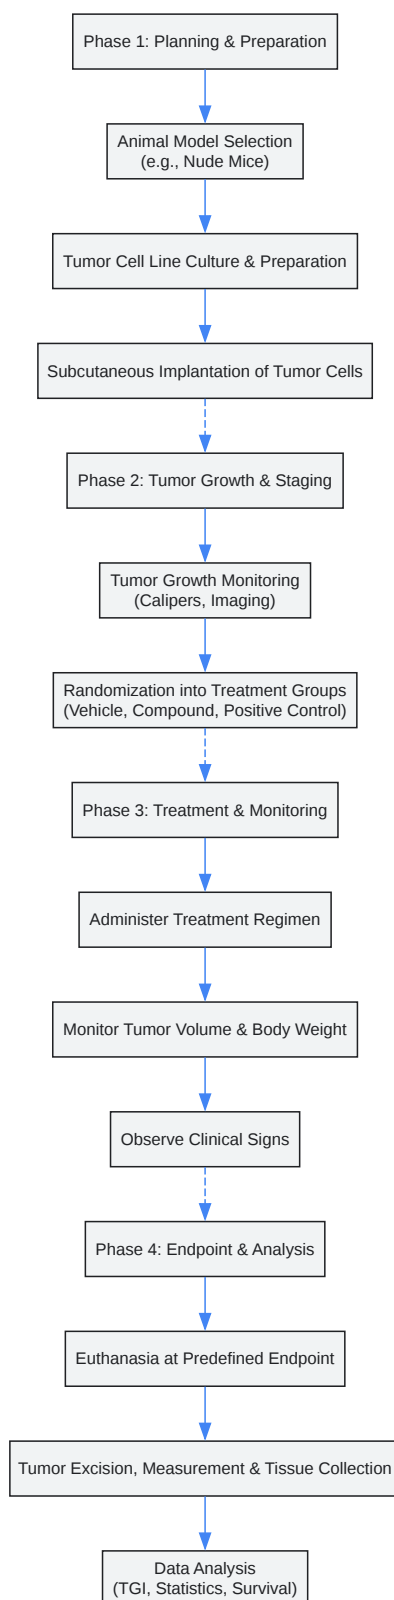 Phase 1: Planning & Preparation
Animal Model Selection
(e.g., Nude Mice)
Tumor Cell Line Culture & Preparation
Subcutaneous Implantation of Tumor Cells
Phase 2: Tumor Growth & Staging
Tumor Growth Monitoring
(Calipers, Imaging)
Randomization into Treatment Groups
(Vehicle, Compound, Positive Control)
Phase 3: Treatment & Monitoring
Administer Treatment Regimen
Monitor Tumor Volume & Body Weight
Observe Clinical Signs
Phase 4: Endpoint & Analysis
Euthanasia at Predefined Endpoint
Tumor Excision, Measurement & Tissue Collection
Data Analysis
(TGI, Statistics, Survival)